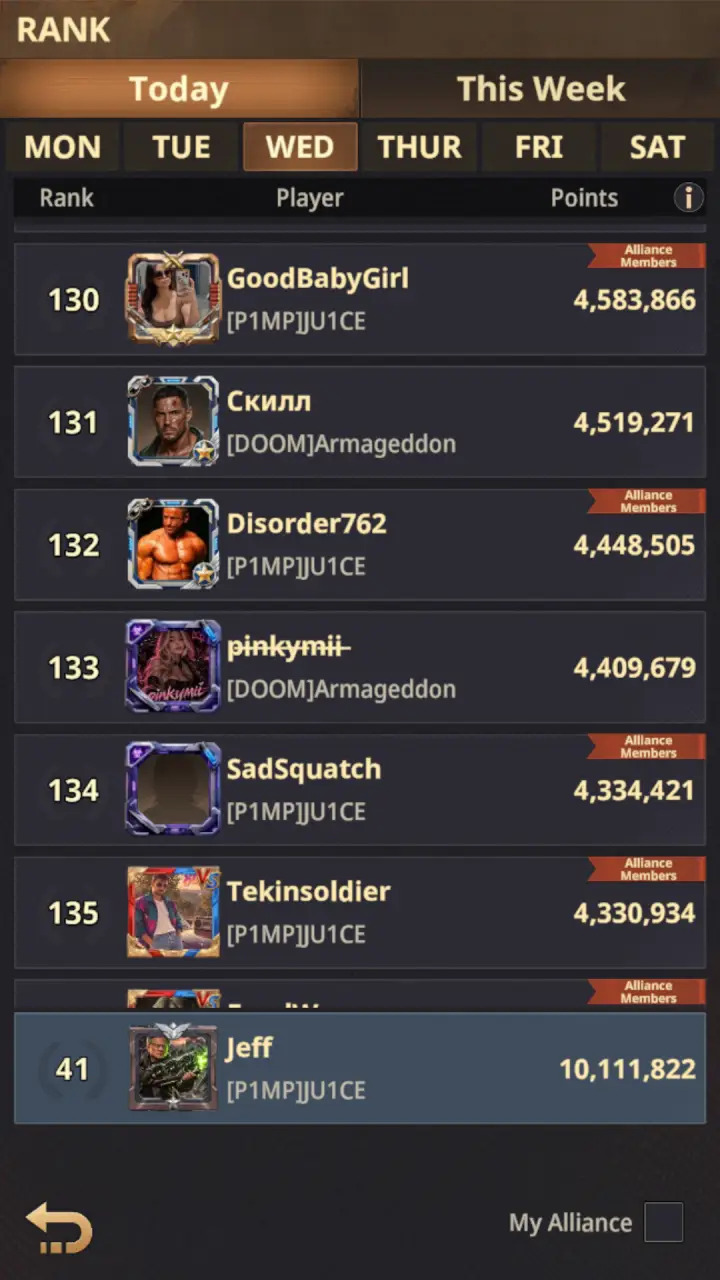 RANK
Today
This Week
MON TUE WED THUR FRI SAT
Rank Player Points i
Alliance Members
130 GoodBabyGirl 4,583,866
[P1MP]JU1CE
131 Скилл 4,519,271
[DOOM]Armageddon
Alliance Members
132 Disorder762 4,448,505
[P1MP]JU1CE
133 pinkymii 4,409,679
PINKYMII
[DOOM]Armageddon
Alliance Members
134 SadSquatch 4,334,421
[P1MP]JU1CE
Alliance Members
135 Tekinsoldier 4,330,934
VS
[P1MP]JU1CE
Alliance Members
VS
41 Jeff 10,111,822
[P1MP]JU1CE
My Alliance